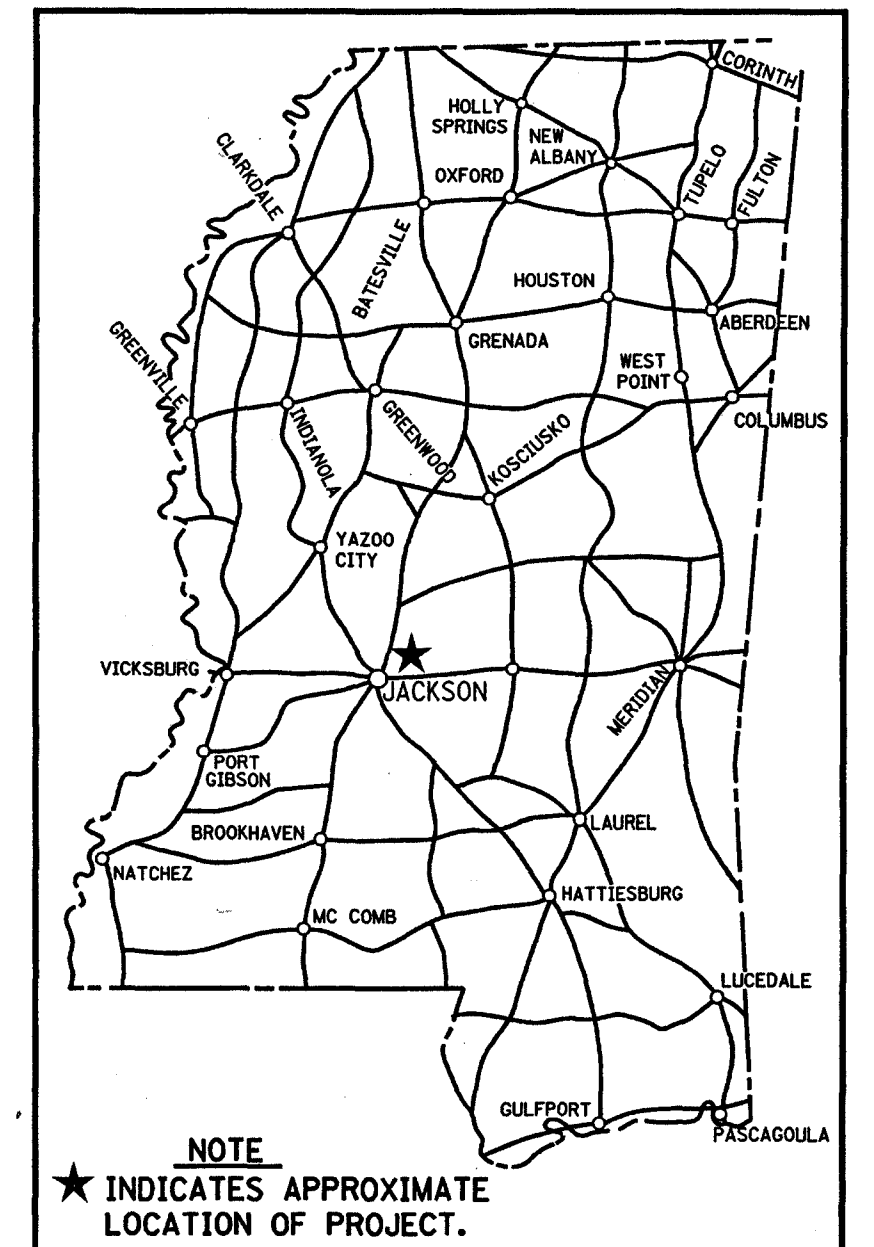 CORINTH
HOLLY
SPRINGS
NEW
ALBANY
CLARKDALE
OXFORD
TUPELO
FULTON
BATESVILLE
HOUSTON
ABERDEEN
GREENVILLE
GRENADA
WEST
POINT
COLUMBUS
INDIANOLA
GREENWOOD
KOSCIUSKO
YAZOO
CITY
VICKSBURG
JACKSON
MERIDIAN
PORT
GIBSON
BROOKHAVEN
LAUREL
NATCHEZ
HATTIESBURG
MC COMB
LUCEDALE
GULFPORT
PASCAGOULA
NOTE
INDICATES APPROXIMATE
LOCATION OF PROJECT.